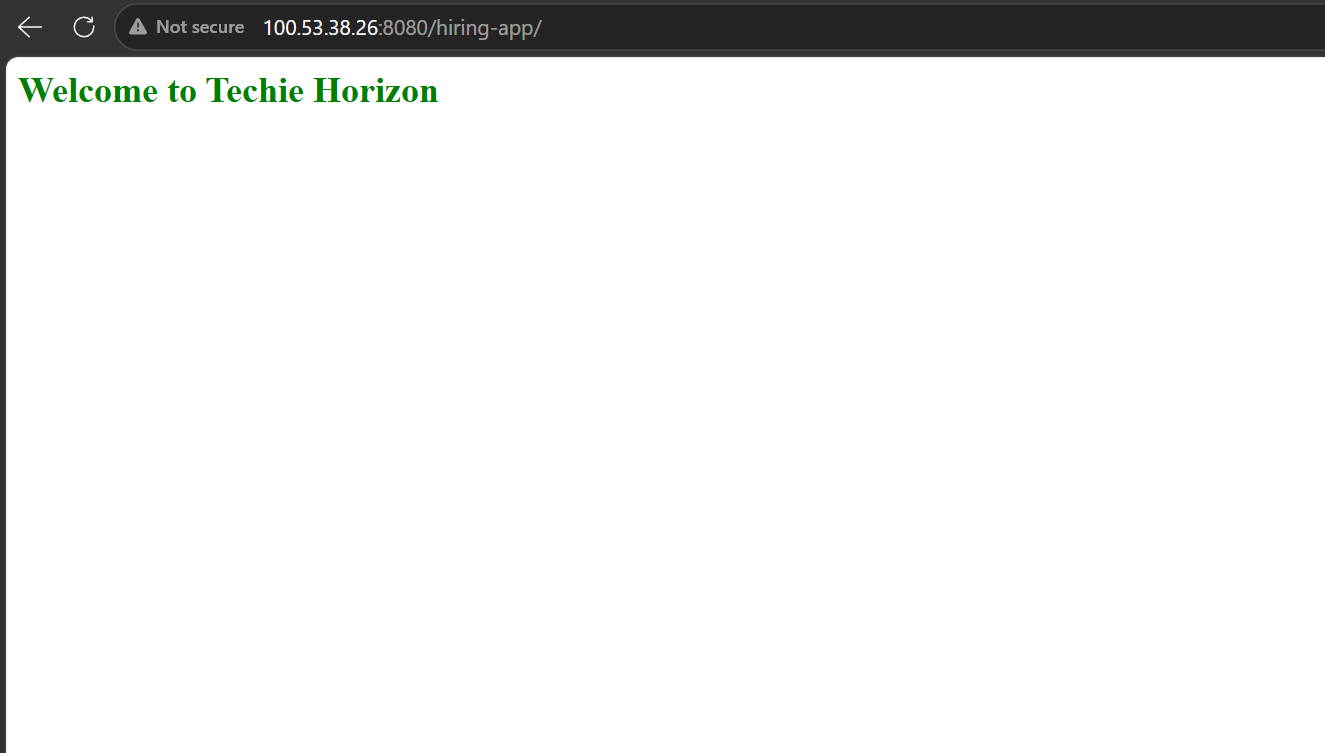 Not secure 100.53.38.26:8080/hiring-app/
Welcome to Techie Horizon